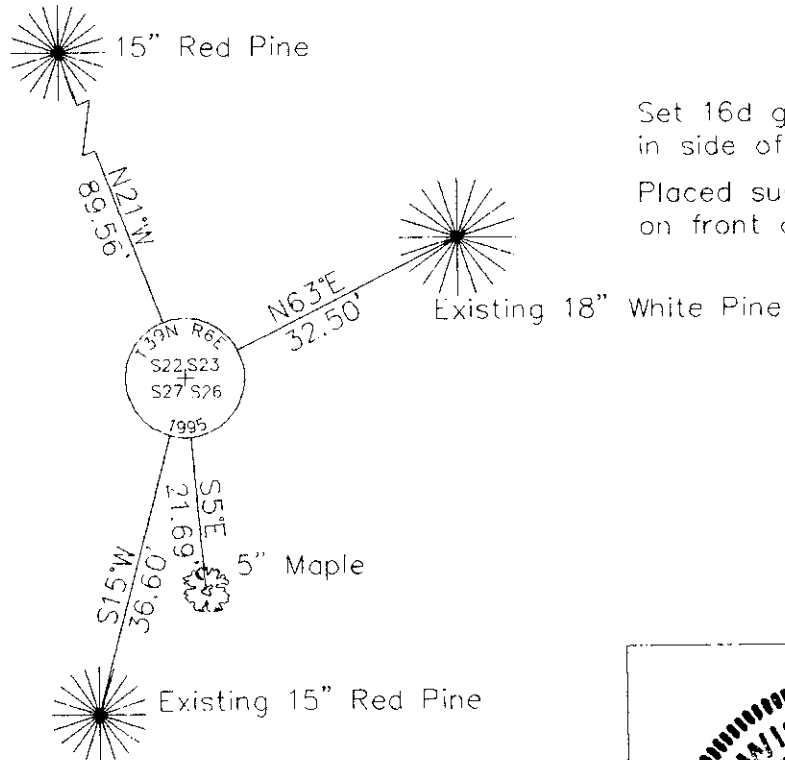 15" Red Pine
Set 16d g
in side of
Placed su
on front
N21°W
89.56'
N63°E
32.50'
Existing 18" White Pine
T39N R6E
S22 S23
S27 S26
1995
S5°E
21.69'
5" Maple
S15°W
36.60'
Existing 15" Red Pine
WIS